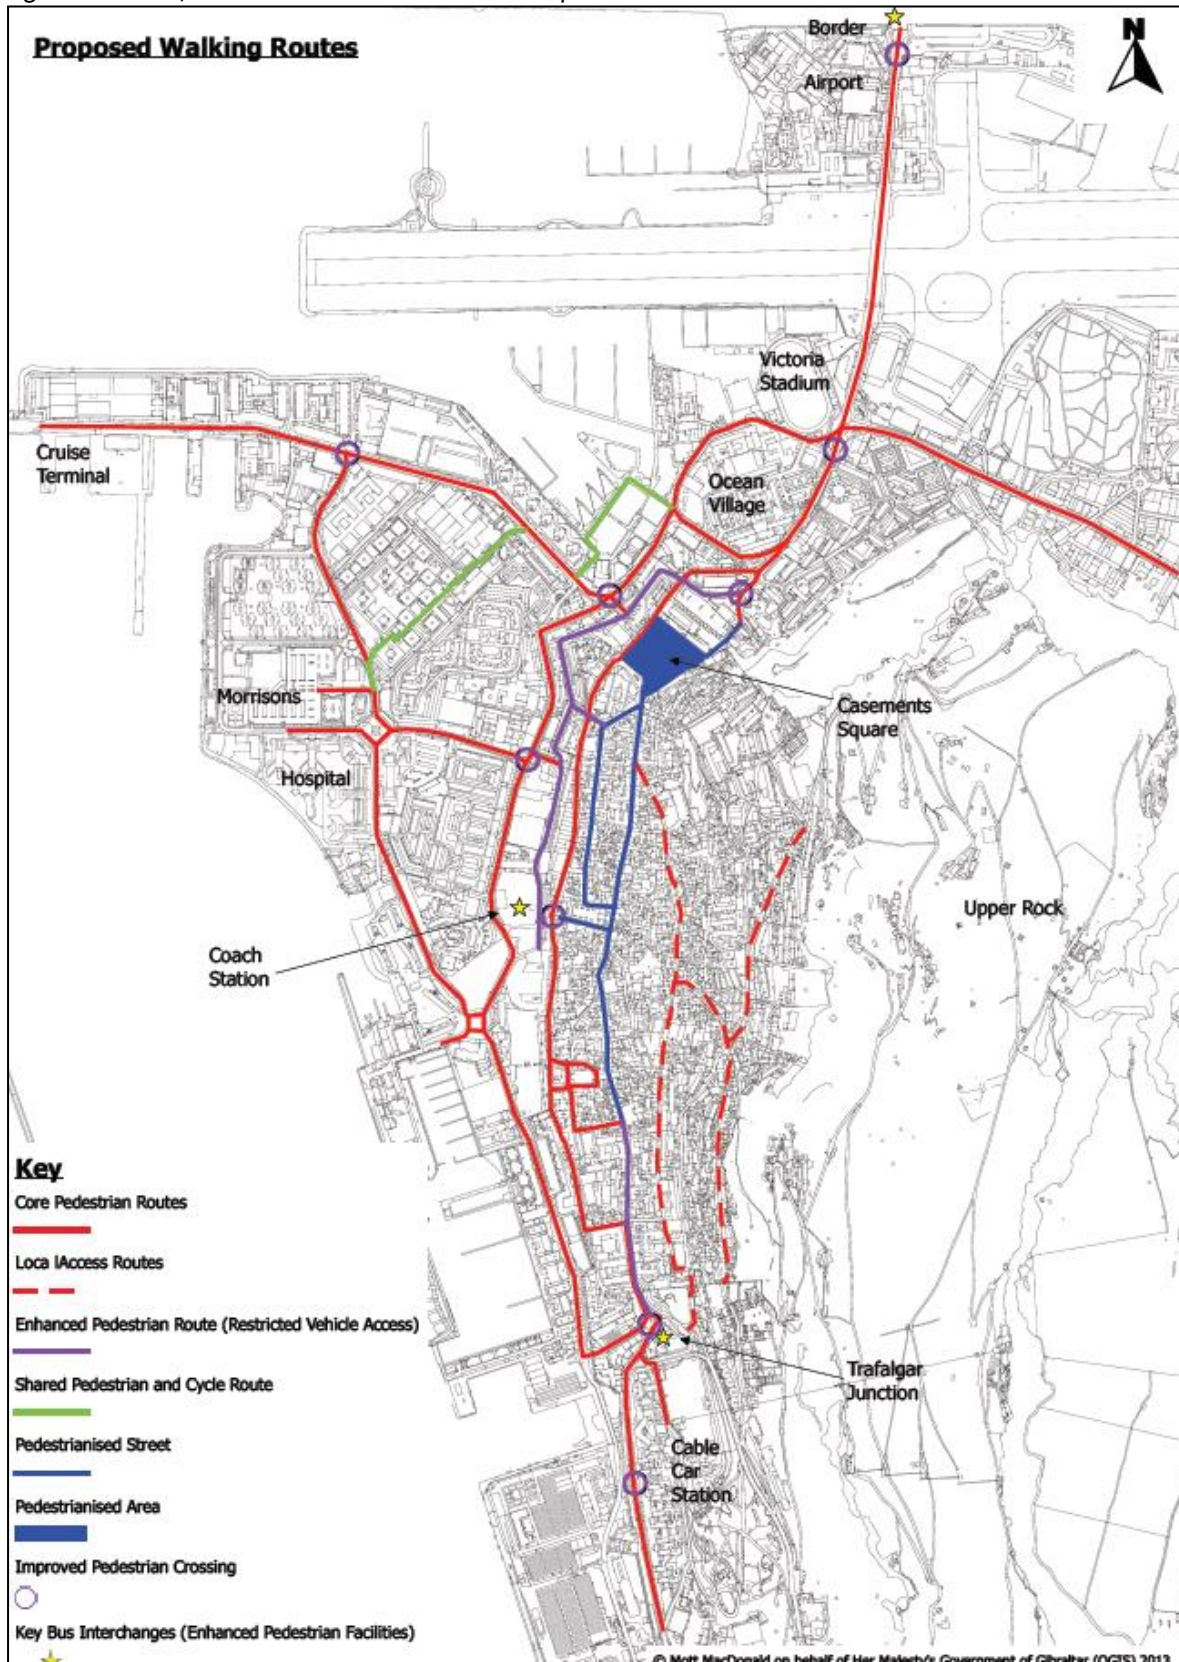 Proposed Walking Routes
Border
N
Airport
Victoria
Stadium
Cruise
Terminal
Ocean
Village
Morrisons
Casements
Square
Hospital
Upper Rock
Coach
Station
Key
Core Pedestrian Routes
Loca lAccess Routes
Enhanced Pedestrian Route (Restricted Vehicle Access)
Trafalgar
Junction
Shared Pedestrian and Cycle Route
Pedestrianised Street
Cable
Car
Station
Pedestrianised Area
Improved Pedestrian Crossing
Key Bus Interchanges (Enhanced Pedestrian Facilities)
© Mott MacDonald on behalf of Her Majesty's Government of Gibraltar (OGIS) 2013